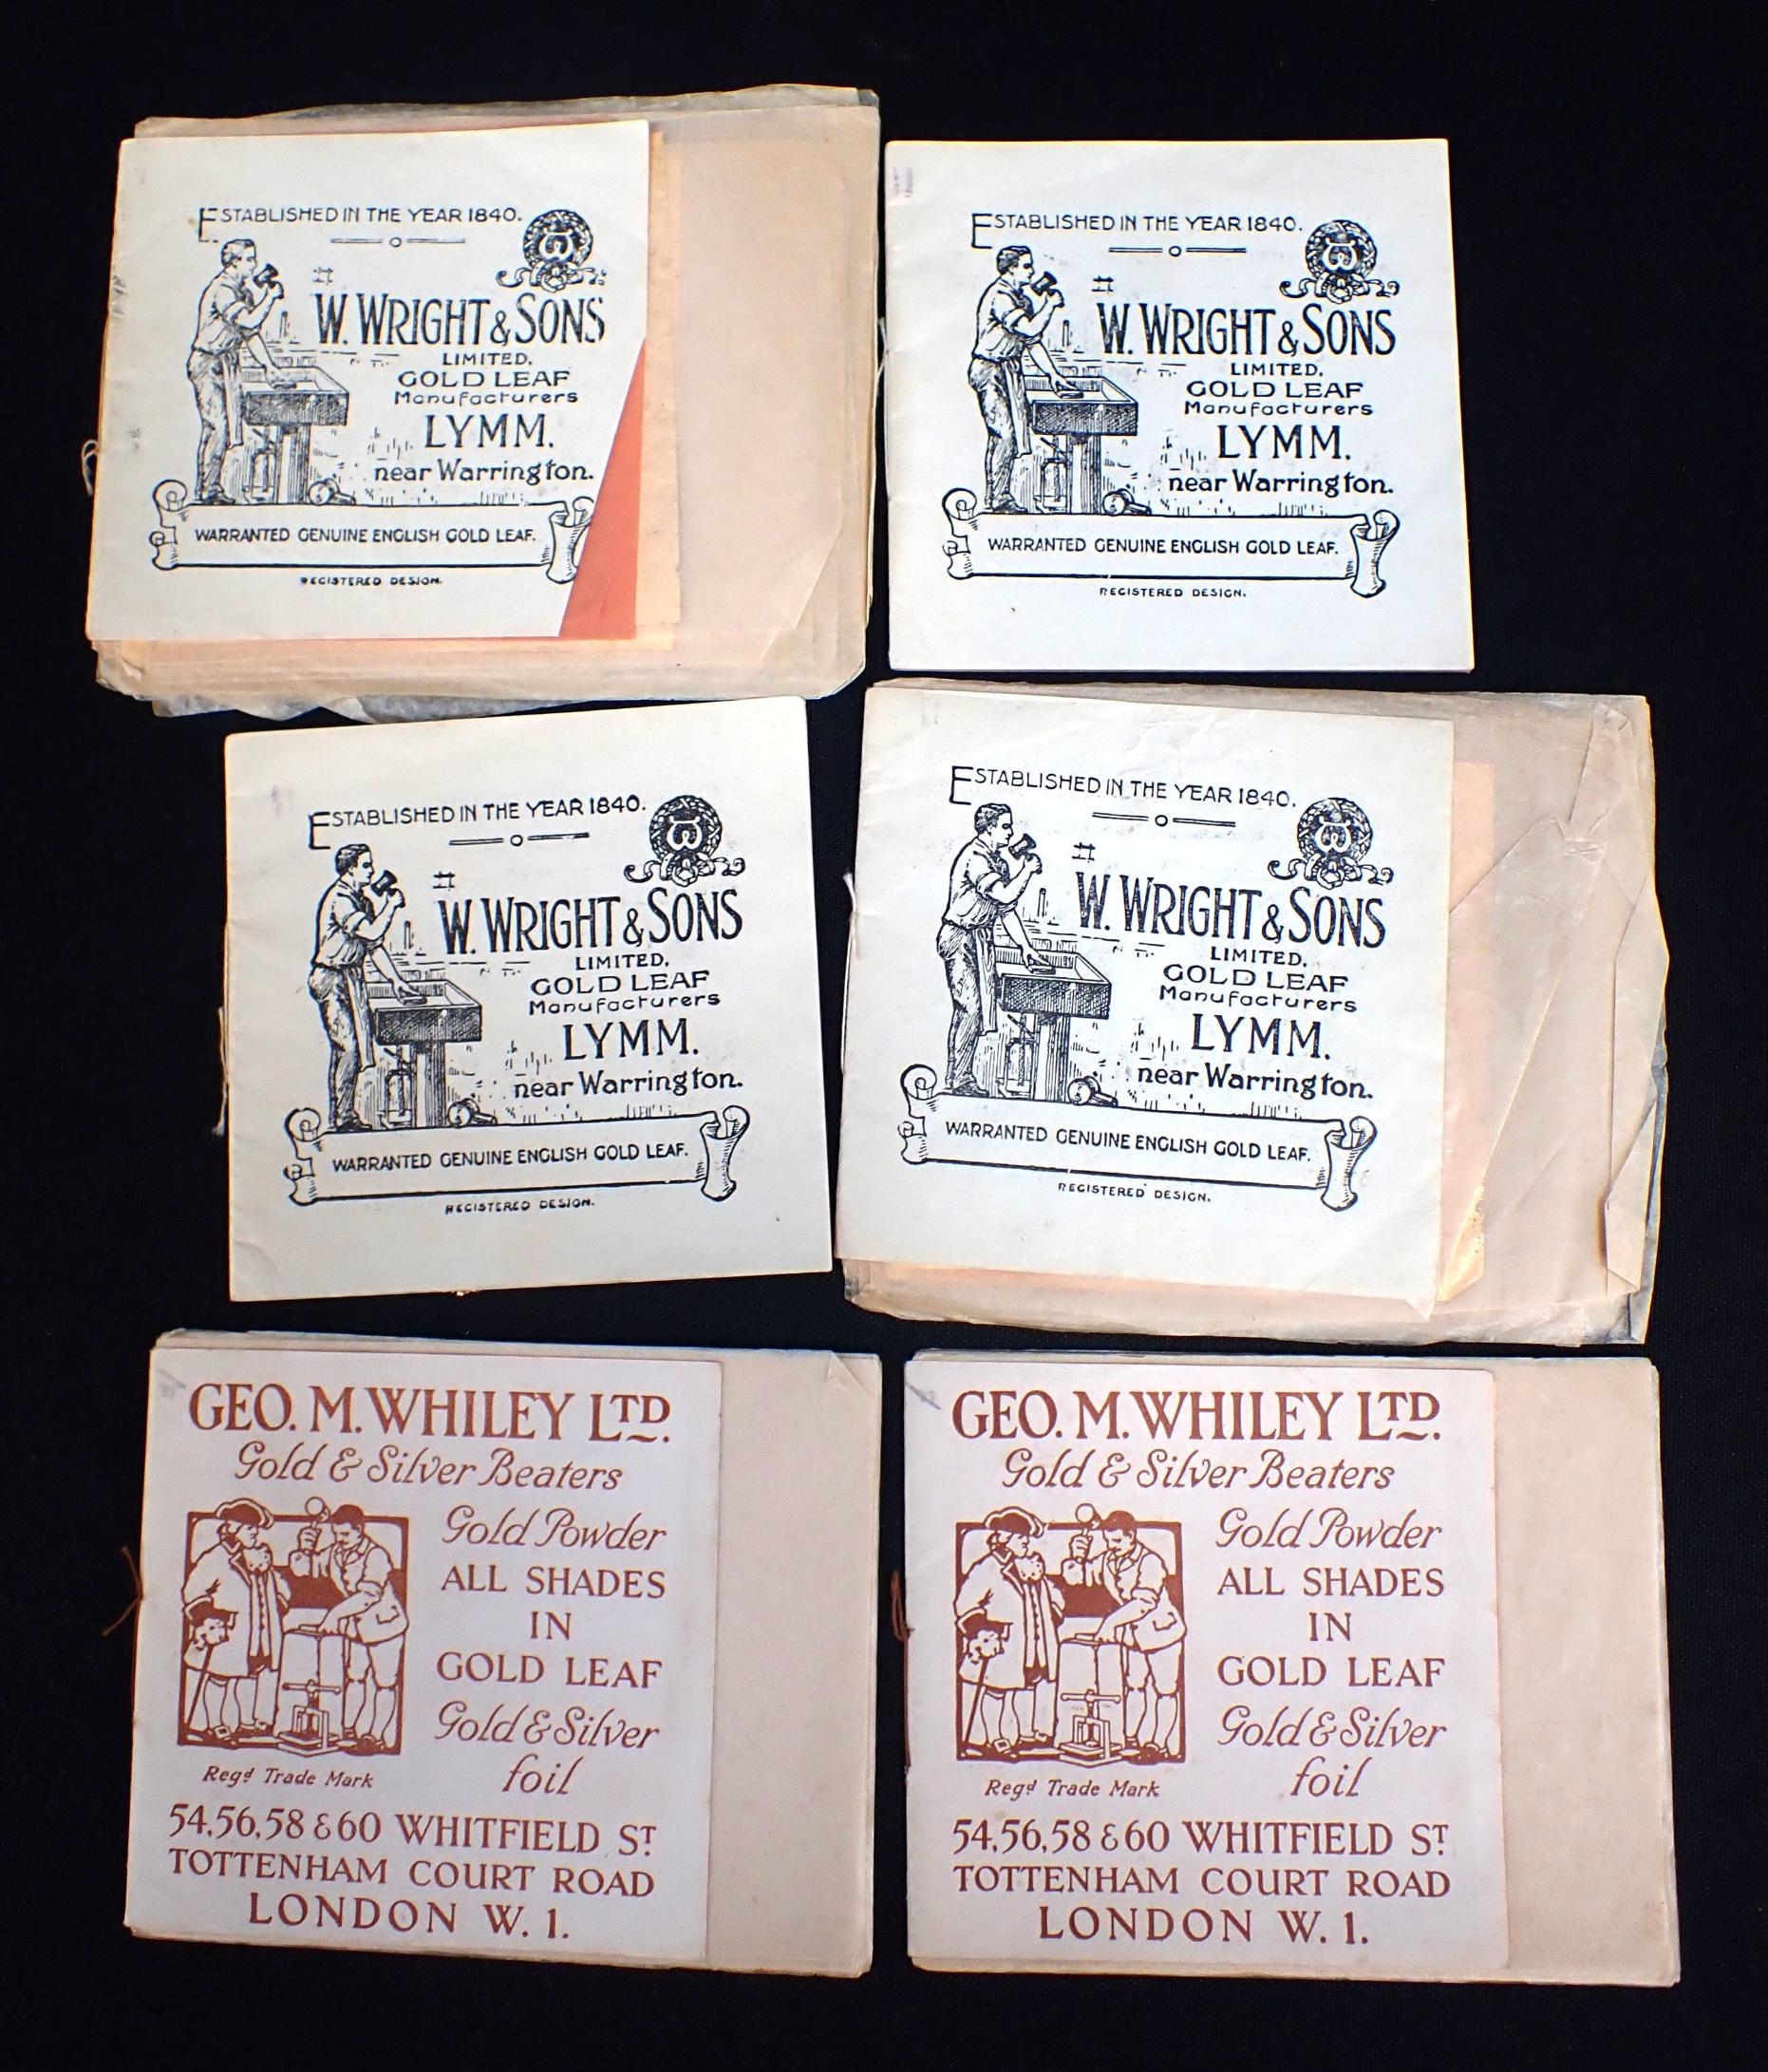 ESTABLISHED IN THE YEAR 1840.
W
W. WRIGHT & SONS
LIMITED,
GOLD LEAF
Manufacturers
LYMM.
near Warrington.
WARRANTED GENUINE ENGLISH GOLD LEAF.
REGISTERED DESIGN.
ESTABLISHED IN THE YEAR 1840.
W
W. WRIGHT & SONS
LIMITED,
GOLD LEAF
Manufacturers
LYMM.
near Warrington.
WARRANTED GENUINE ENGLISH GOLD LEAF.
REGISTERED DESIGN.
ESTABLISHED IN THE YEAR 1840.
W
W. WRIGHT & SONS
LIMITED,
GOLD LEAF
Manufacturers
LYMM.
near Warrington.
WARRANTED GENUINE ENGLISH GOLD LEAF.
REGISTERED DESIGN.
ESTABLISHED IN THE YEAR 1840.
W
W. WRIGHT & SONS
LIMITED,
GOLD LEAF
Manufacturers
LYMM.
near Warrington.
WARRANTED GENUINE ENGLISH GOLD LEAF.
REGISTERED DESIGN.
GEO. M. WHILEY LTD.
Gold & Silver Beaters
Gold Powder
ALL SHADES
IN
GOLD LEAF
Gold & Silver
foil
Regd Trade Mark
54, 56, 58 & 60 WHITFIELD ST
TOTTENHAM COURT ROAD
LONDON W. 1.
GEO. M. WHILEY LTD.
Gold & Silver Beaters
Gold Powder
ALL SHADES
IN
GOLD LEAF
Gold & Silver
foil
Regd Trade Mark
54, 56, 58 & 60 WHITFIELD ST
TOTTENHAM COURT ROAD
LONDON W. 1.